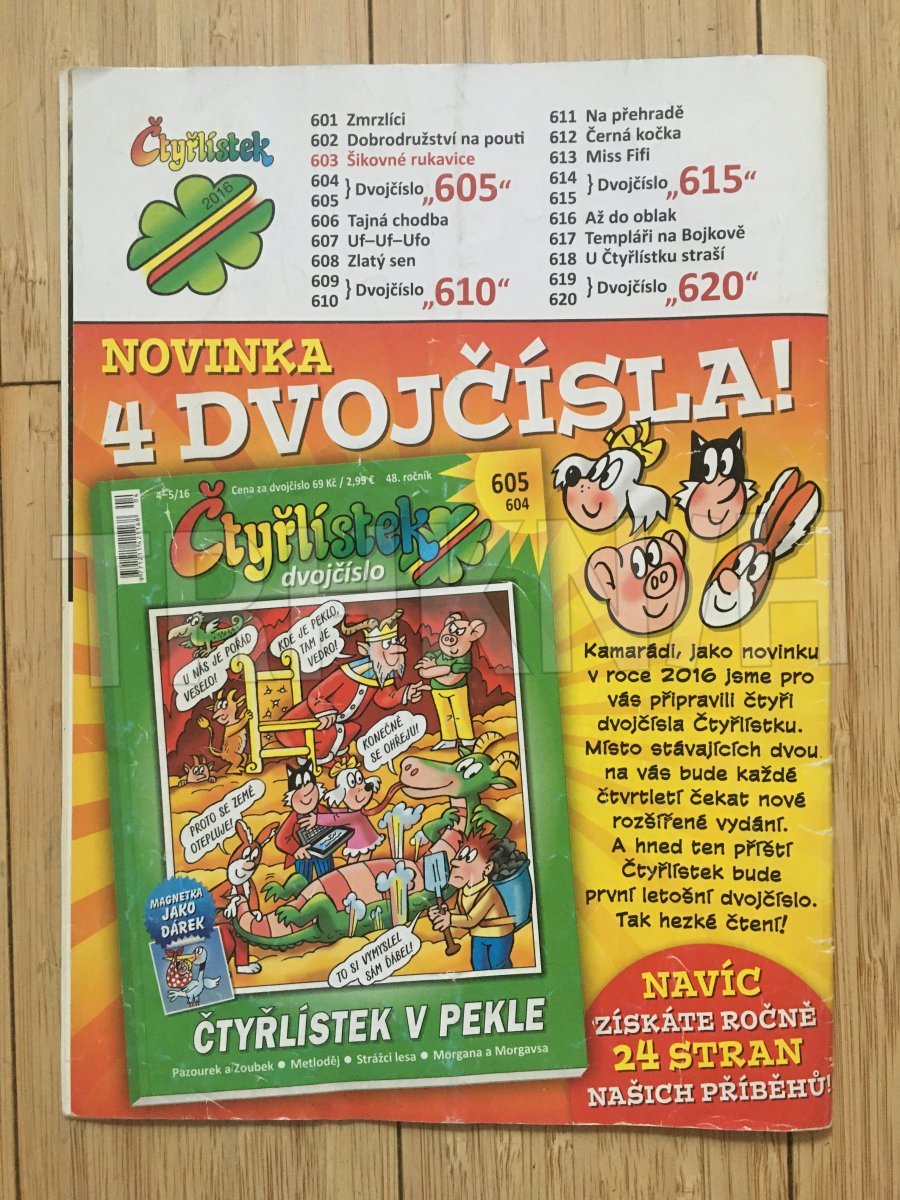 Čtyřlístek
2016
601 Zmrzlíci
602 Dobrodružství na pouti
603 Šikovné rukavice
604
605 } Dvojčíslo „605“
606 Tajná chodba
607 Uf–Uf–Ufo
608 Zlatý sen
609
610 } Dvojčíslo „610“
611 Na přehradě
612 Černá kočka
613 Miss Fifi
614
615 } Dvojčíslo „615“
616 Až do oblak
617 Templáři na Bojkově
618 U Čtyřlístku straší
619
620 } Dvojčíslo „620“
NOVINKA
4 DVOJČÍSLA!
4–5/16 Cena za dvojčíslo 69 Kč / 2,99 € 48. ročník
605
604
04
Čtyřlístek
dvojčíslo
U NÁS JE POŘÁD
VESELO!
KDE JE PEKLO,
TAM JE
VEDRO!
KONEČNĚ
SE OHŘEJU!
PROTO SE ZEMĚ
OTEPLUJE!
MAGNETKA
JAKO
DÁREK
TO SI VYMYSLEL
SÁM ĎÁBEL!
ČTYŘLÍSTEK V PEKLE
Pazourek a Zoubek • Metloděj • Strážci lesa • Morgana a Morgavsa
Kamarádi, jako novinku
v roce 2016 jsme pro
vás připravili čtyři
dvojčísla Čtyřlístku.
Místo stávajících dvou
na vás bude každé
čtvrtletí čekat nové
rozšířené vydání.
A hned ten příští
Čtyřlístek bude
první letošní dvojčíslo.
Tak hezké čtení!
NAVÍC
ZÍSKÁTE ROČNĚ
24 STRAN
NAŠICH PŘÍBĚHŮ!